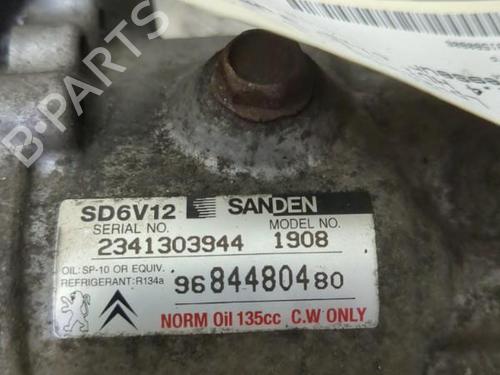 B-PARTS
SD6V12 SANDEN
SERIAL NO. MODEL NO.
2341303944 1908
OIL: SP-10 OR EQUIV.
REFRIGERANT: R134a
9684480480
NORM Oil 135cc C.W ONLY